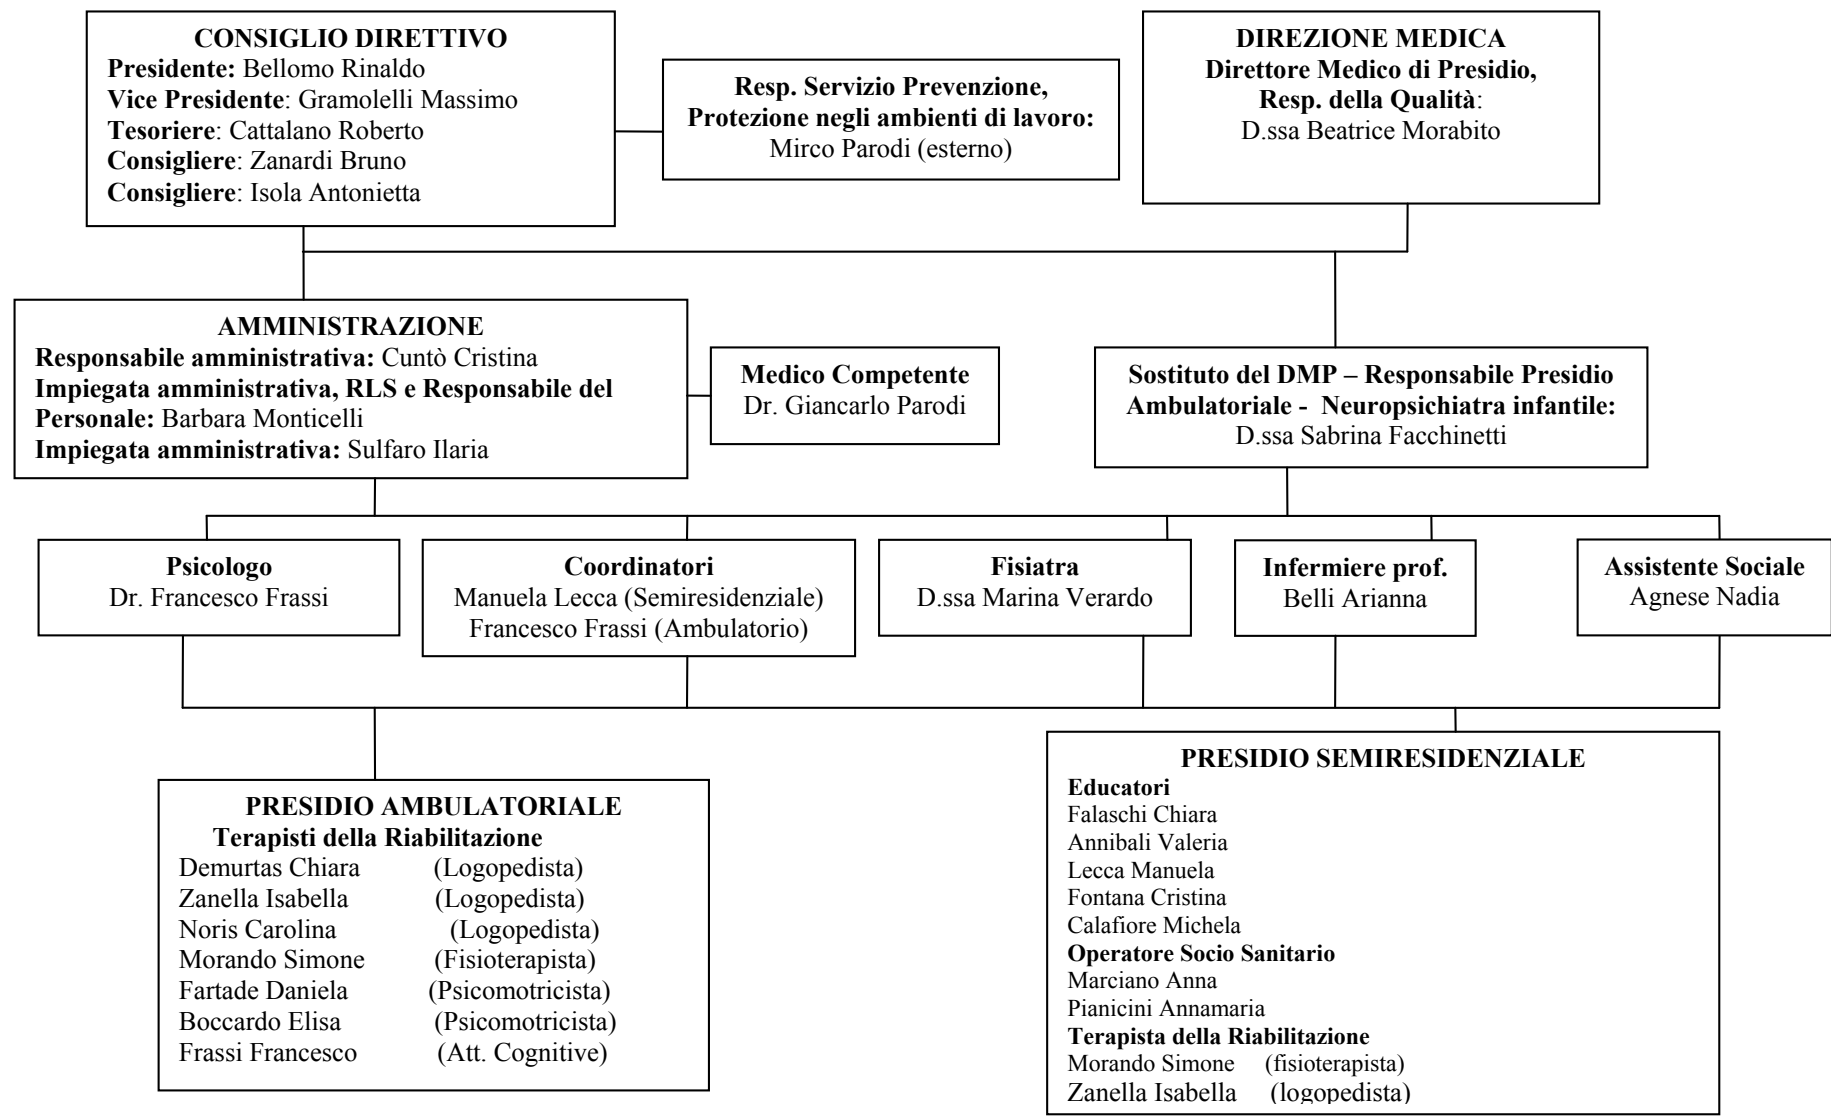 CONSIGLIO DIRETTIVO
Presidente: Bellomo Rinaldo
Vice Presidente: Gramolelli Massimo
Tesoriere: Cattalano Roberto
Consigliere: Zanardi Bruno
Consigliere: Isola Antonietta
Resp. Servizio Prevenzione,
Protezione negli ambienti di lavoro:
Mirco Parodi (esterno)
DIREZIONE MEDICA
Direttore Medico di Presidio,
Resp. della Qualità:
D.ssa Beatrice Morabito
AMMINISTRAZIONE
Responsabile amministrativa: Cuntò Cristina
Impiegata amministrativa, RLS e Responsabile del
Personale: Barbara Monticelli
Impiegata amministrativa: Sulfaro Ilaria
Medico Competente
Dr. Giancarlo Parodi
Sostituto del DMP – Responsabile Presidio
Ambulatoriale - Neuropsichiatra infantile:
D.ssa Sabrina Facchinetti
Psicologo
Dr. Francesco Frassi
Coordinatori
Manuela Lecca (Semiresidenziale)
Francesco Frassi (Ambulatorio)
Fisiatra
D.ssa Marina Verardo
Infermiere prof.
Belli Arianna
Assistente Sociale
Agnese Nadia
PRESIDIO AMBULATORIALE
Terapisti della Riabilitazione
Demurtas Chiara (Logopedista)
Zanella Isabella (Logopedista)
Noris Carolina (Logopedista)
Morando Simone (Fisioterapista)
Fartade Daniela (Psicomotricista)
Boccardo Elisa (Psicomotricista)
Frassi Francesco (Att. Cognitive)
PRESIDIO SEMIRESIDENZIALE
Educatori
Falaschi Chiara
Annibali Valeria
Lecca Manuela
Fontana Cristina
Calafiore Michela
Operatore Socio Sanitario
Marciano Anna
Pianicini Annamaria
Terapista della Riabilitazione
Morando Simone (fisioterapista)
Zanella Isabella (logopedista)